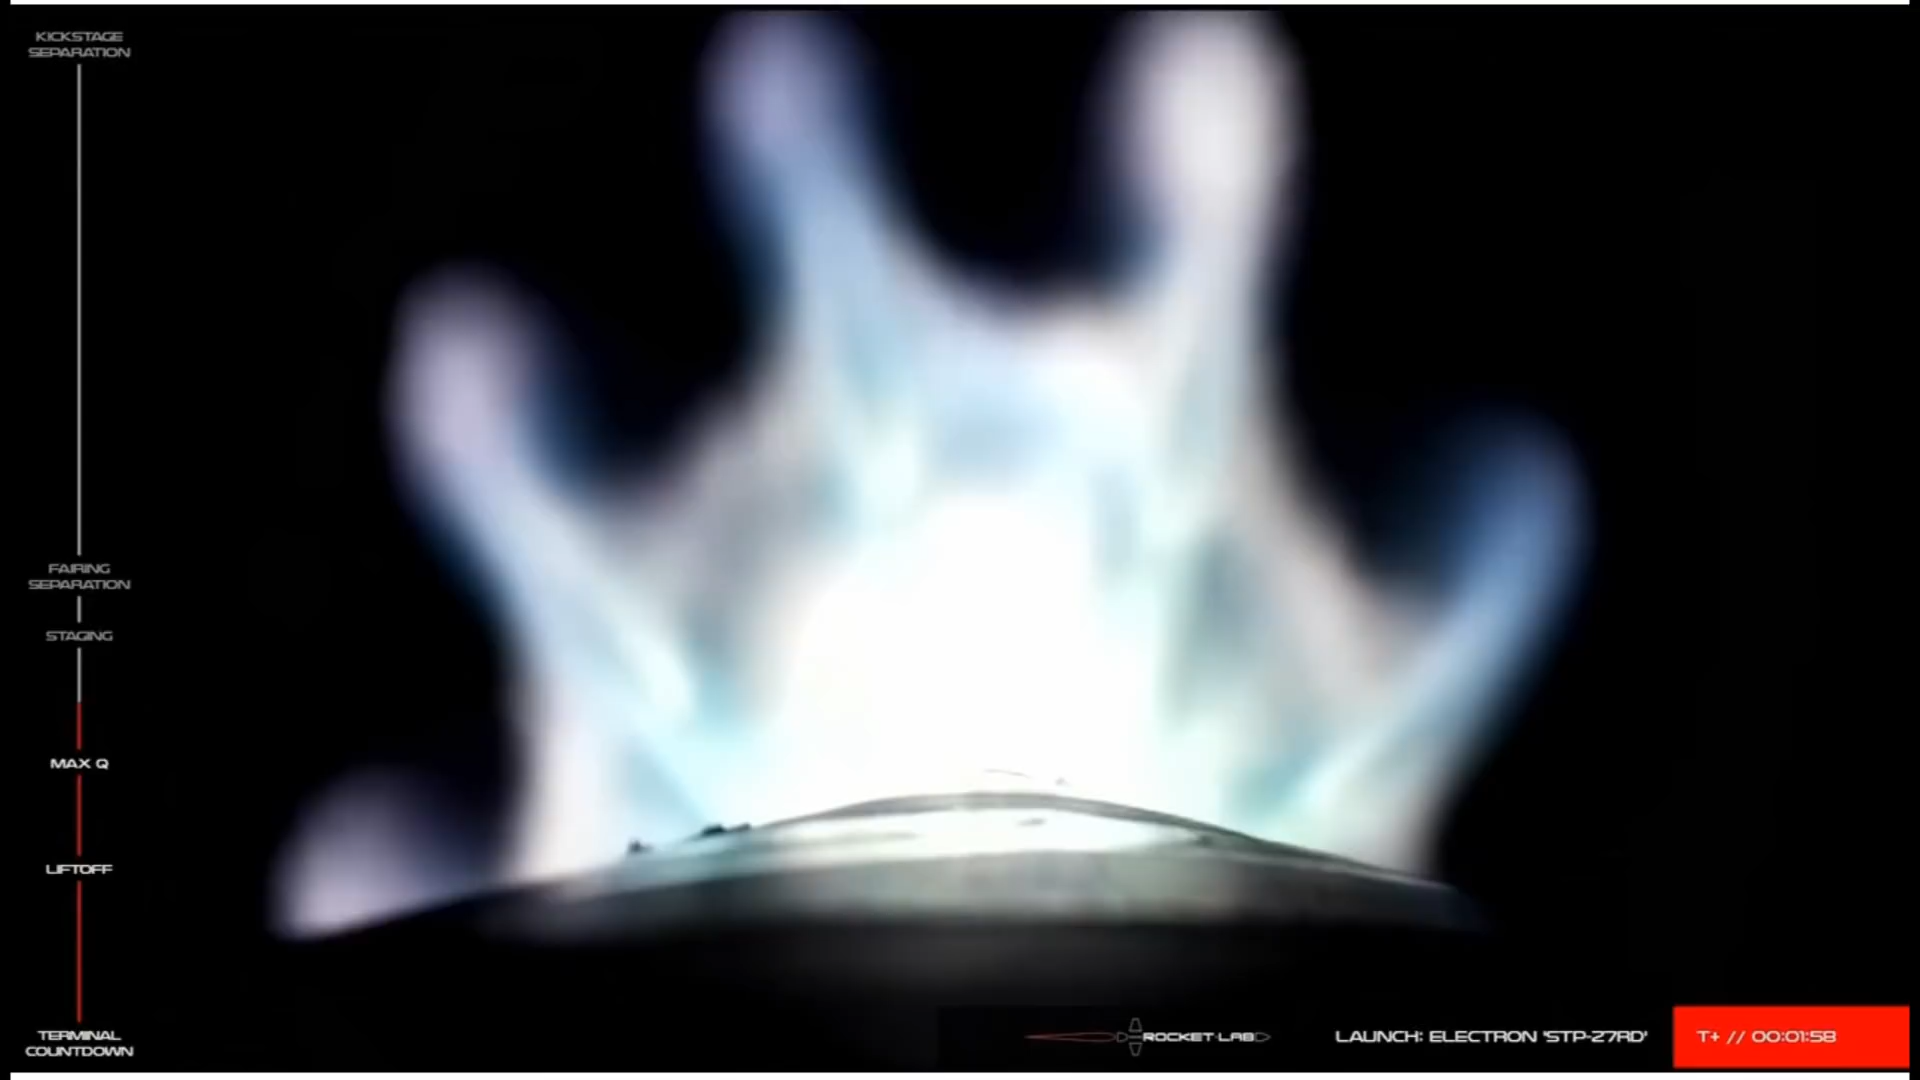 KICKSTAGE
SEPARATION
FAIRING
SEPARATION
STAGING
MAX Q
LIFTOFF
TERMINAL
COUNTDOWN
ROCKET LAB
LAUNCH: ELECTRON 'STP-27RD'
T+ // 00:01:58